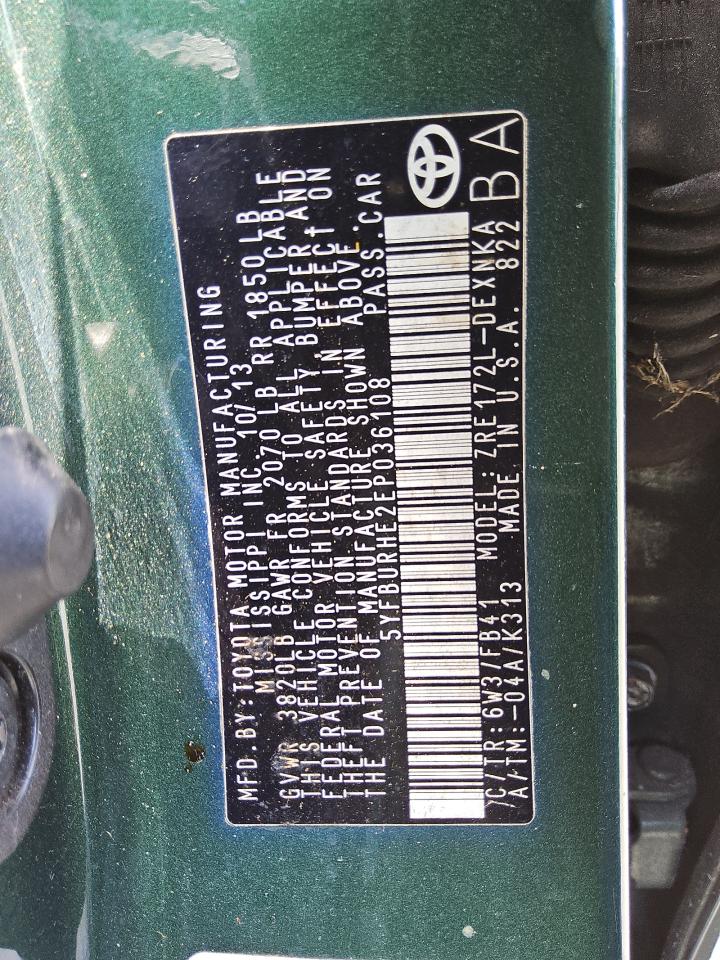 MFD.BY:TOYOTA MOTOR MANUFACTURING
MISSISSIPPI INC 10/13
GVWR 3820LB GAWR FR 2070 LB RR 1850 LB
THIS VEHICLE CONFORMS TO ALL APPLICABLE
FEDERAL MOTOR VEHICLE SAFETY, BUMPER, AND
THEFT PREVENTION STANDARDS IN EFFECT ON
THE DATE OF MANUFACTURE SHOWN ABOVE.
5YFBURHE2EP036108 PASS.CAR
C/TR:6W3/FB41 MODEL:ZRE172L-DEXNKA
A/TM:-04A/K313 MADE IN U.S.A. 822
BA